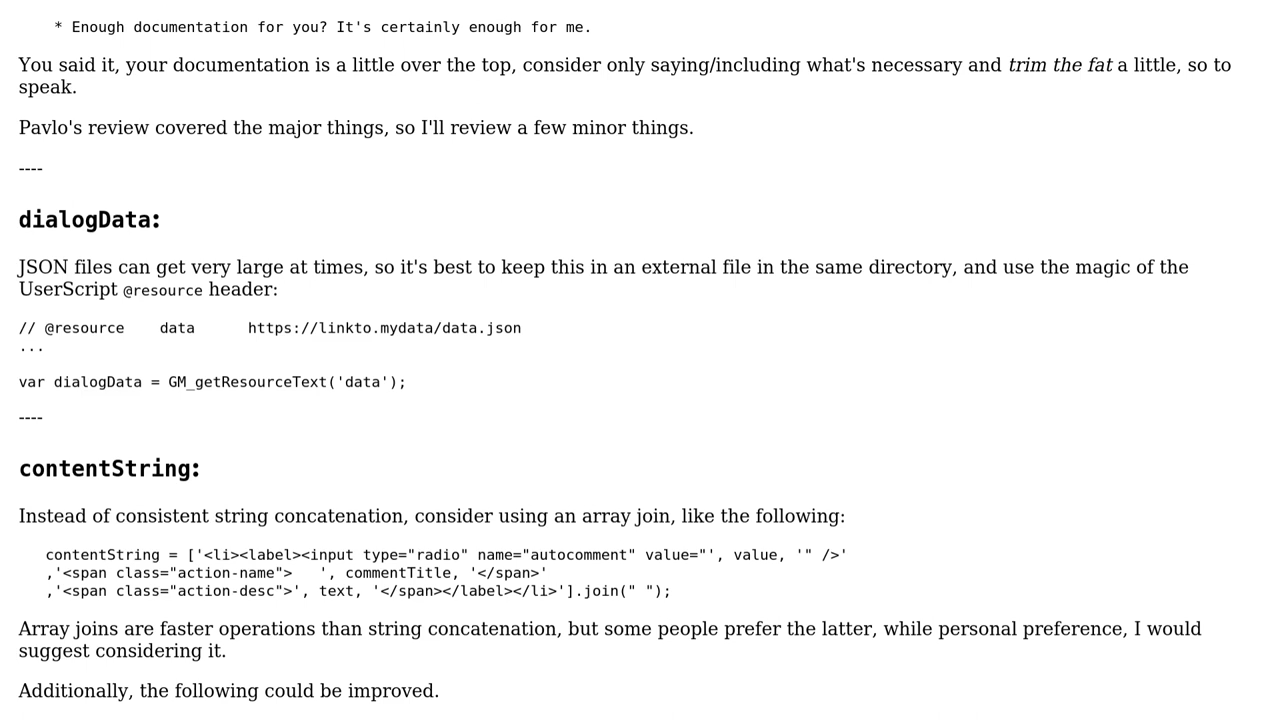 * Enough documentation for you? It's certainly enough for me.
You said it, your documentation is a little over the top, consider only saying/including what's necessary and trim the fat a little, so to
speak.
Pavlo's review covered the major things, so I'll review a few minor things.
----
dialogData:
JSON files can get very large at times, so it's best to keep this in an external file in the same directory, and use the magic of the
UserScript @resource header:
// @resource    data      https://linkto.mydata/data.json
...
var dialogData = GM_getResourceText('data');
----
contentString:
Instead of consistent string concatenation, consider using an array join, like the following:
   contentString = ['<li><label><input type="radio" name="autocomment" value="', value, '" />'
   ,'<span class="action-name">   ', commentTitle, '</span>'
   ,'<span class="action-desc">', text, '</span></label></li>'].join(" ");
Array joins are faster operations than string concatenation, but some people prefer the latter, while personal preference, I would
suggest considering it.
Additionally, the following could be improved.